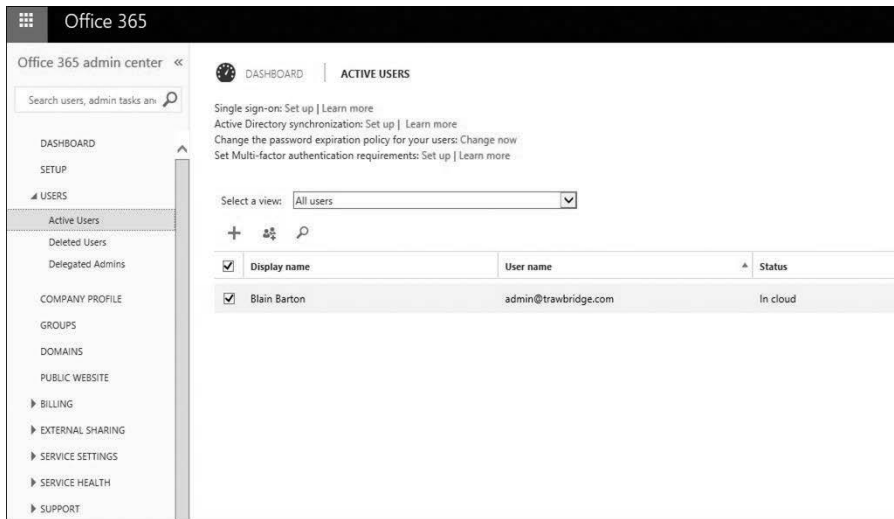 Office 365
Office 365 admin center «
Search users, admin tasks an
DASHBOARD
SETUP
USERS
Active Users
Deleted Users
Delegated Admins
COMPANY PROFILE
GROUPS
DOMAINS
PUBLIC WEBSITE
BILLING
EXTERNAL SHARING
SERVICE SETTINGS
SERVICE HEALTH
SUPPORT
DASHBOARD | ACTIVE USERS
Single sign-on: Set up | Learn more
Active Directory synchronization: Set up | Learn more
Change the password expiration policy for your users: Change now
Set Multi-factor authentication requirements: Set up | Learn more
Select a view: All users
Display name User name Status
Blain Barton admin@trawbridge.com In cloud